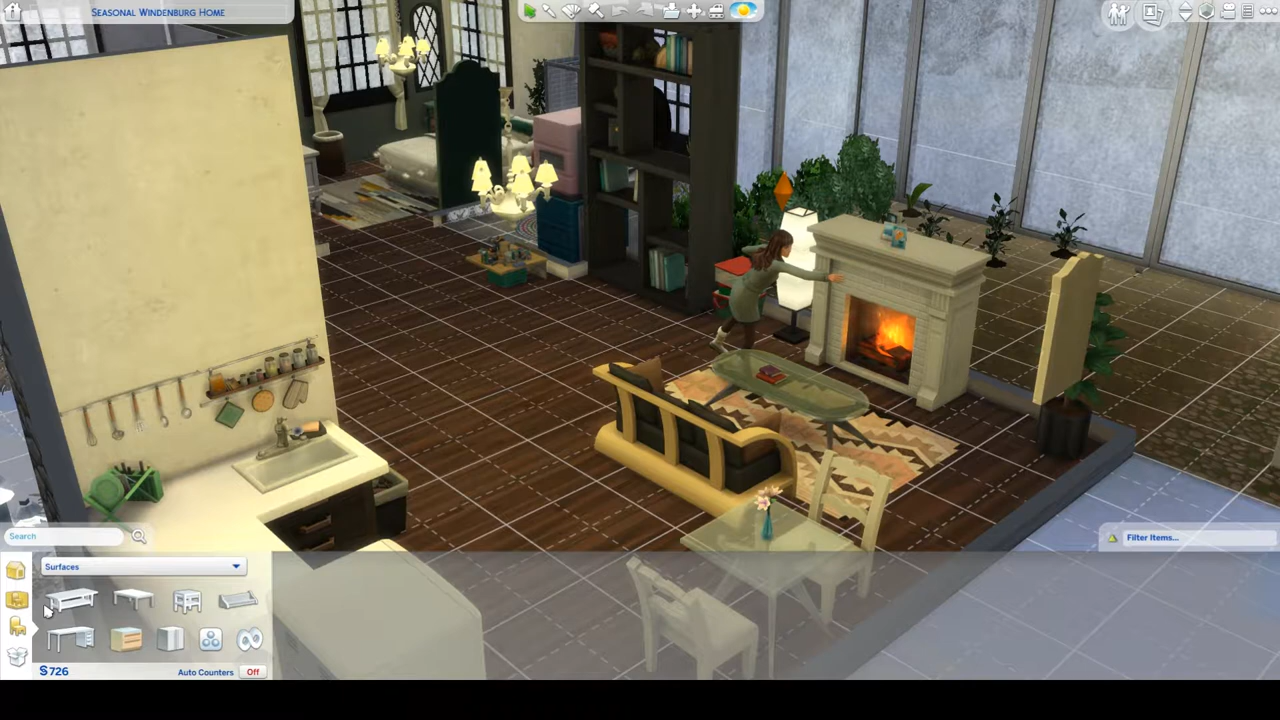 SEASONAL WINDENBURG HOME
Search
Filter Items...
Surfaces
§726
Auto Counters
Off